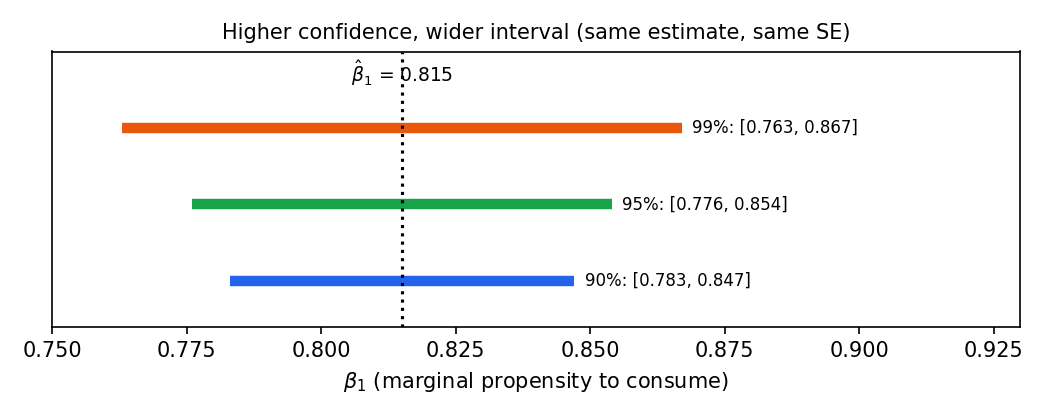 Higher confidence, wider interval (same estimate, same SE)
β̂₁ = 0.815
99%: [0.763, 0.867]
95%: [0.776, 0.854]
90%: [0.783, 0.847]
0.750 0.775 0.800 0.825 0.850 0.875 0.900 0.925
β₁ (marginal propensity to consume)